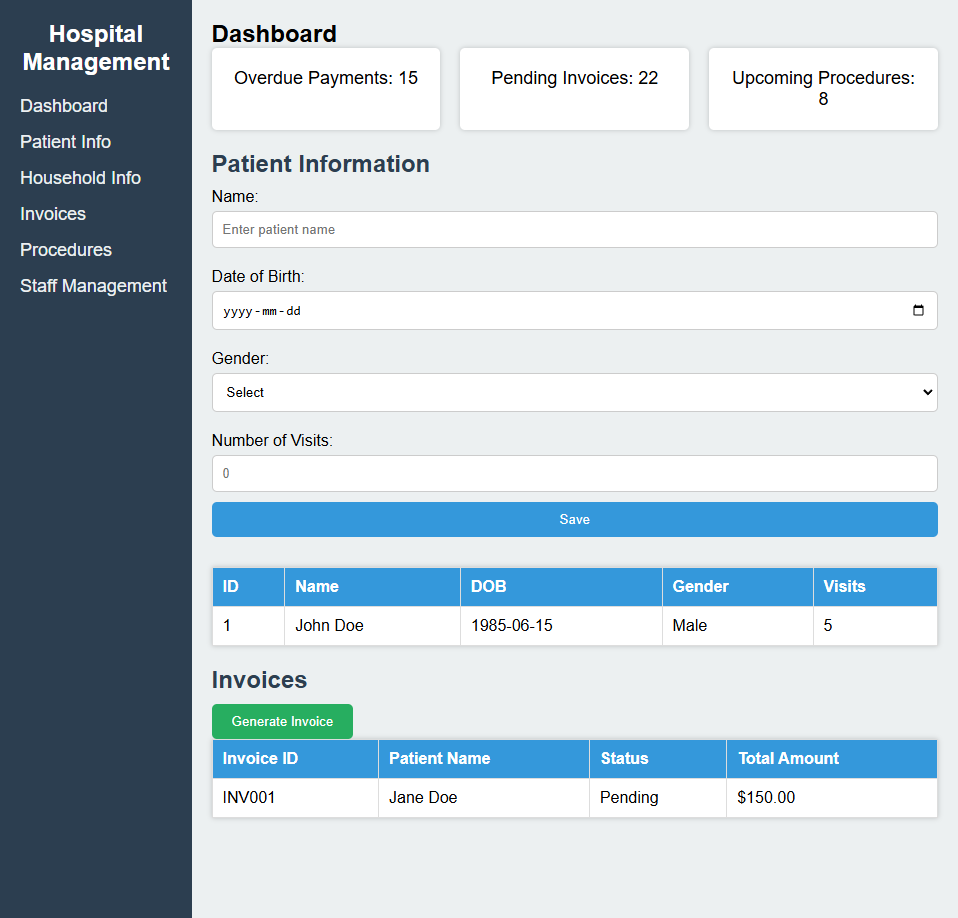 Hospital
Management
Dashboard
Patient Info
Household Info
Invoices
Procedures
Staff Management
Dashboard
Overdue Payments: 15
Pending Invoices: 22
Upcoming Procedures:
8
Patient Information
Name:
Enter patient name
Date of Birth:
yyyy-mm-dd
Gender:
Select
Number of Visits:
0
Save
ID Name DOB Gender Visits
1 John Doe 1985-06-15 Male 5
Invoices
Generate Invoice
Invoice ID Patient Name Status Total Amount
INV001 Jane Doe Pending $150.00